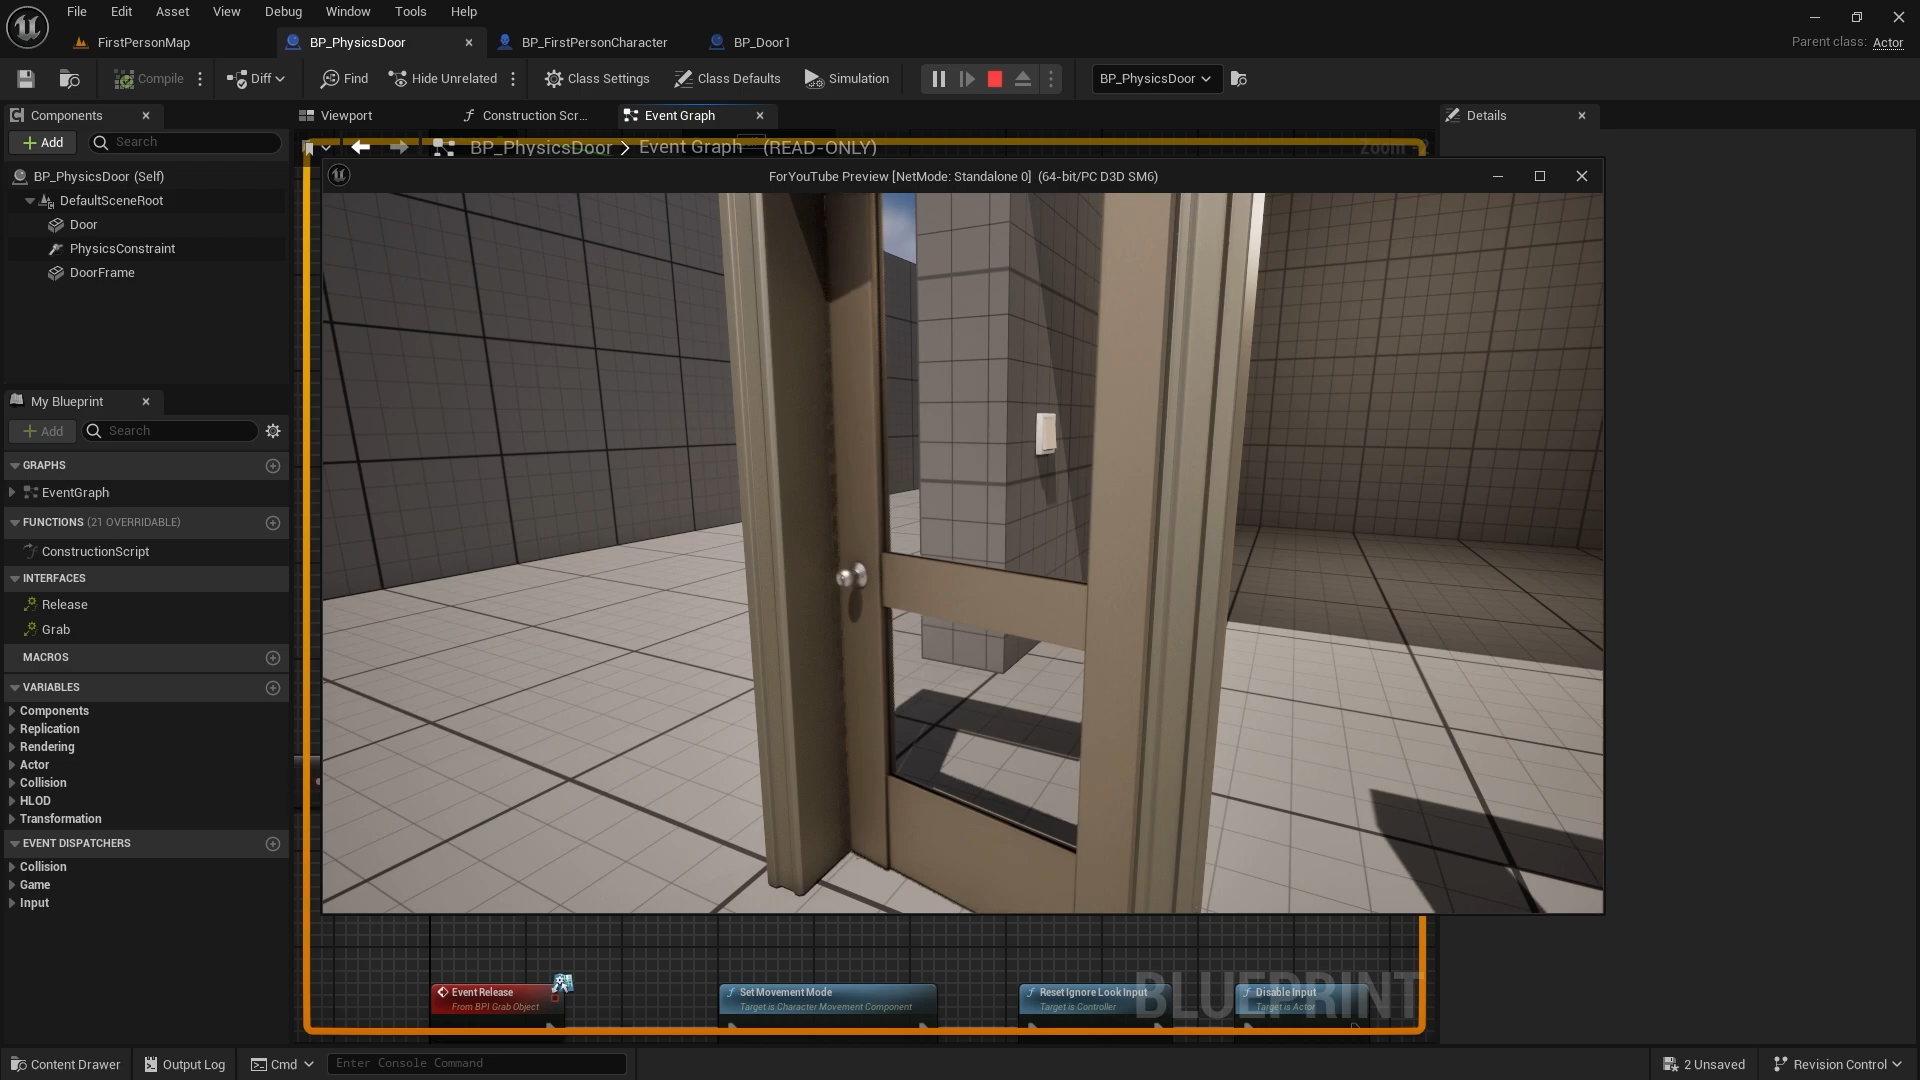 File Edit Asset View Debug Window Tools Help
FirstPersonMap BP_PhysicsDoor BP_FirstPersonCharacter BP_Door1
Parent class: Actor
Compile Diff Find Hide Unrelated Class Settings Class Defaults Simulation BP_PhysicsDoor
Components Viewport Construction Scr... Event Graph Details
Add Search
BP_PhysicsDoor > Event Graph (READ-ONLY)
ForYouTube Preview [NetMode: Standalone 0] (64-bit/PC D3D SM6)
BP_PhysicsDoor (Self)
DefaultSceneRoot
Door
PhysicsConstraint
DoorFrame
My Blueprint
Add Search
GRAPHS
EventGraph
FUNCTIONS (21 OVERRIDABLE)
ConstructionScript
INTERFACES
Release
Grab
MACROS
VARIABLES
Components
Replication
Rendering
Actor
Collision
HLOD
Transformation
EVENT DISPATCHERS
Collision
Game
Input
Event Release
From BPI Grab Object
Set Movement Mode
Target is Character Movement Component
Reset Ignore Look Input
Target is Controller
Disable Input
Target is Actor
BLUEPRINT
Content Drawer Output Log Cmd Enter Console Command 2 Unsaved Revision Control